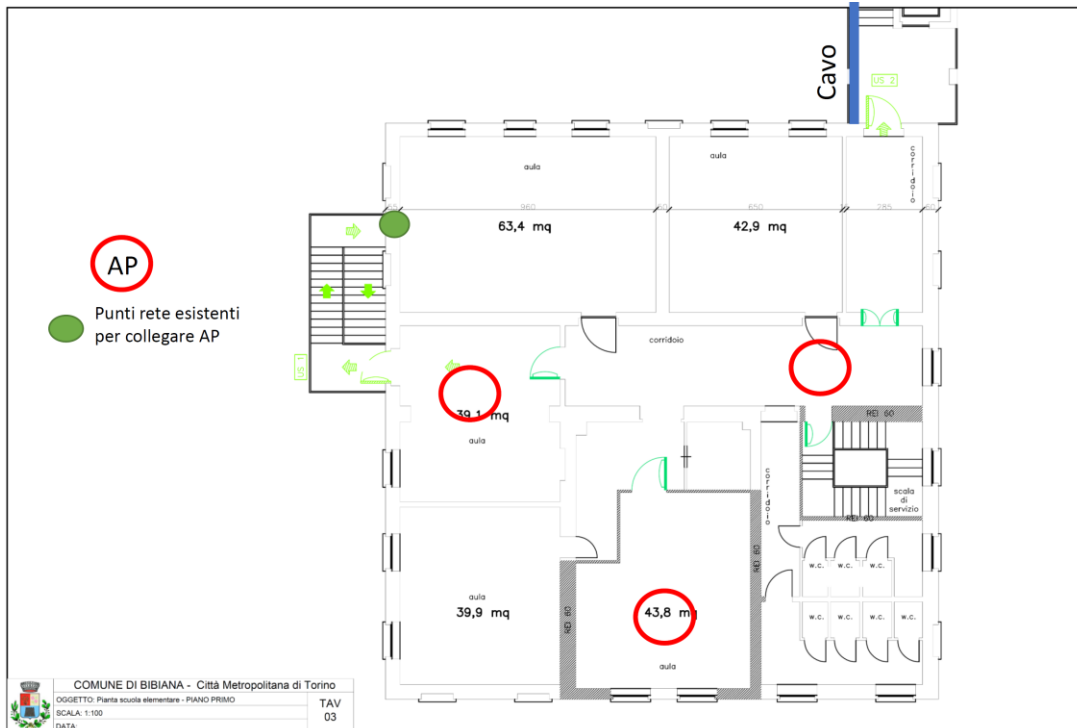 Cavo
US 2
corridoio
aula
aula
60
960
50
650
285
60
63,4 mq
42,9 mq
AP
Punti rete esistenti
per collegare AP
corridoio
US 1
39,1 mq
aula
REI 60
corridoio
scala
di
servizio
REI 60
w.c.
w.c.
w.c.
aula
39,9 mq
REI 60
REI 60
43,8 mq
aula
w.c.
w.c.
w.c.
w.c.
COMUNE DI BIBIANA - Città Metropolitana di Torino
OGGETTO: Pianta scuola elementare - PIANO PRIMO
SCALA: 1:100
DATA:
TAV
03